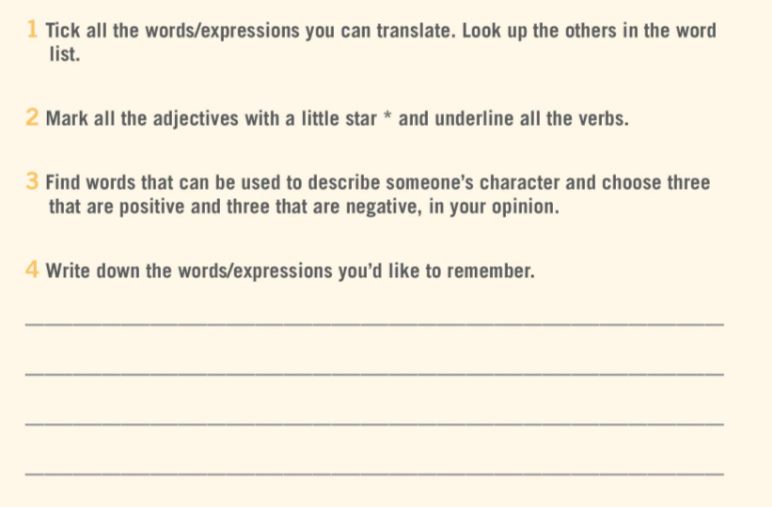 1 Tick all the words/expressions you can translate. Look up the others in the word
list.
2 Mark all the adjectives with a little star * and underline all the verbs.
3 Find words that can be used to describe someone's character and choose three
that are positive and three that are negative, in your opinion.
4 Write down the words/expressions you'd like to remember.